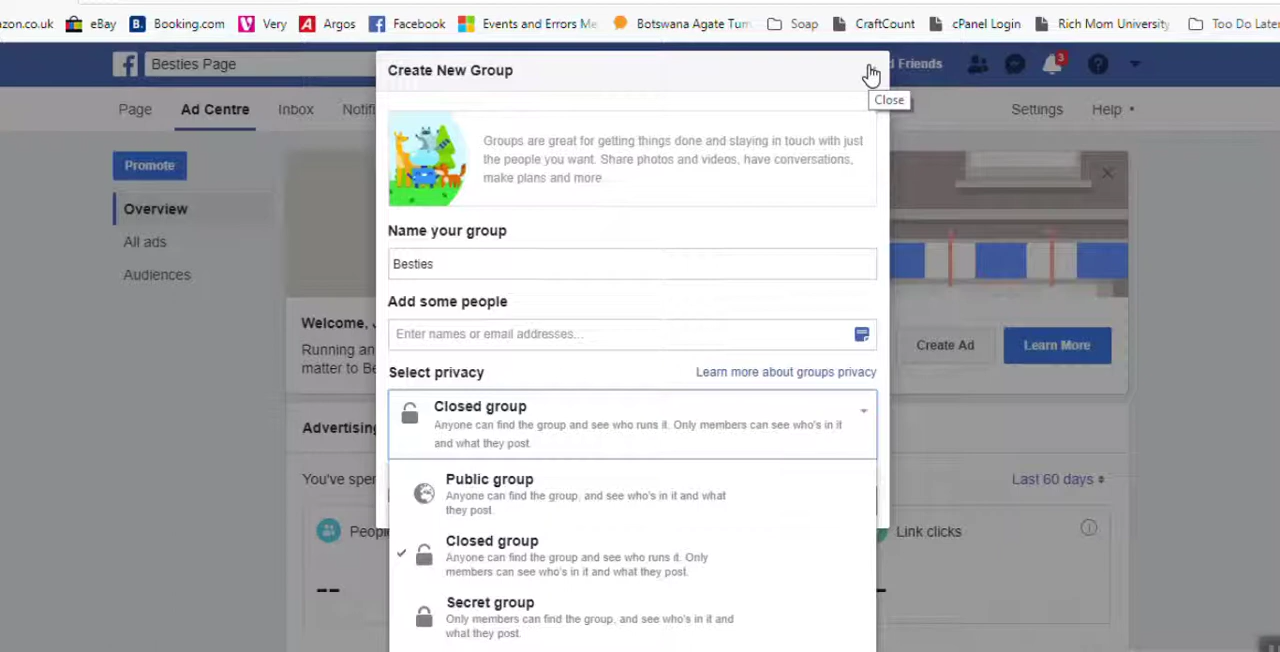 zon.co.uk eBay Booking.com Very Argos Facebook Events and Errors Me Botswana Agate Tum Soap CraftCount cPanel Login Rich Mom University Too Do Later
Besties Page
Create New Group
d Friends
3
Close
Page Ad Centre Inbox Notifi
Settings Help
Promote
Overview
All ads
Audiences
Groups are great for getting things done and staying in touch with just
the people you want. Share photos and videos, have conversations,
make plans and more
Name your group
Besties
Add some people
Enter names or email addresses...
Select privacy
Learn more about groups privacy
Closed group
Anyone can find the group and see who runs it. Only members can see who's in it
and what they post.
Public group
Anyone can find the group, and see who's in it and what
they post.
Closed group
Anyone can find the group and see who runs it. Only
members can see who's in it and what they post.
Secret group
Only members can find the group, and see who's in it and
what they post.
Welcome, J
Running an
matter to Be
Create Ad
Learn More
Advertising
You've spen
Last 60 days
Peopl
Link clicks
--